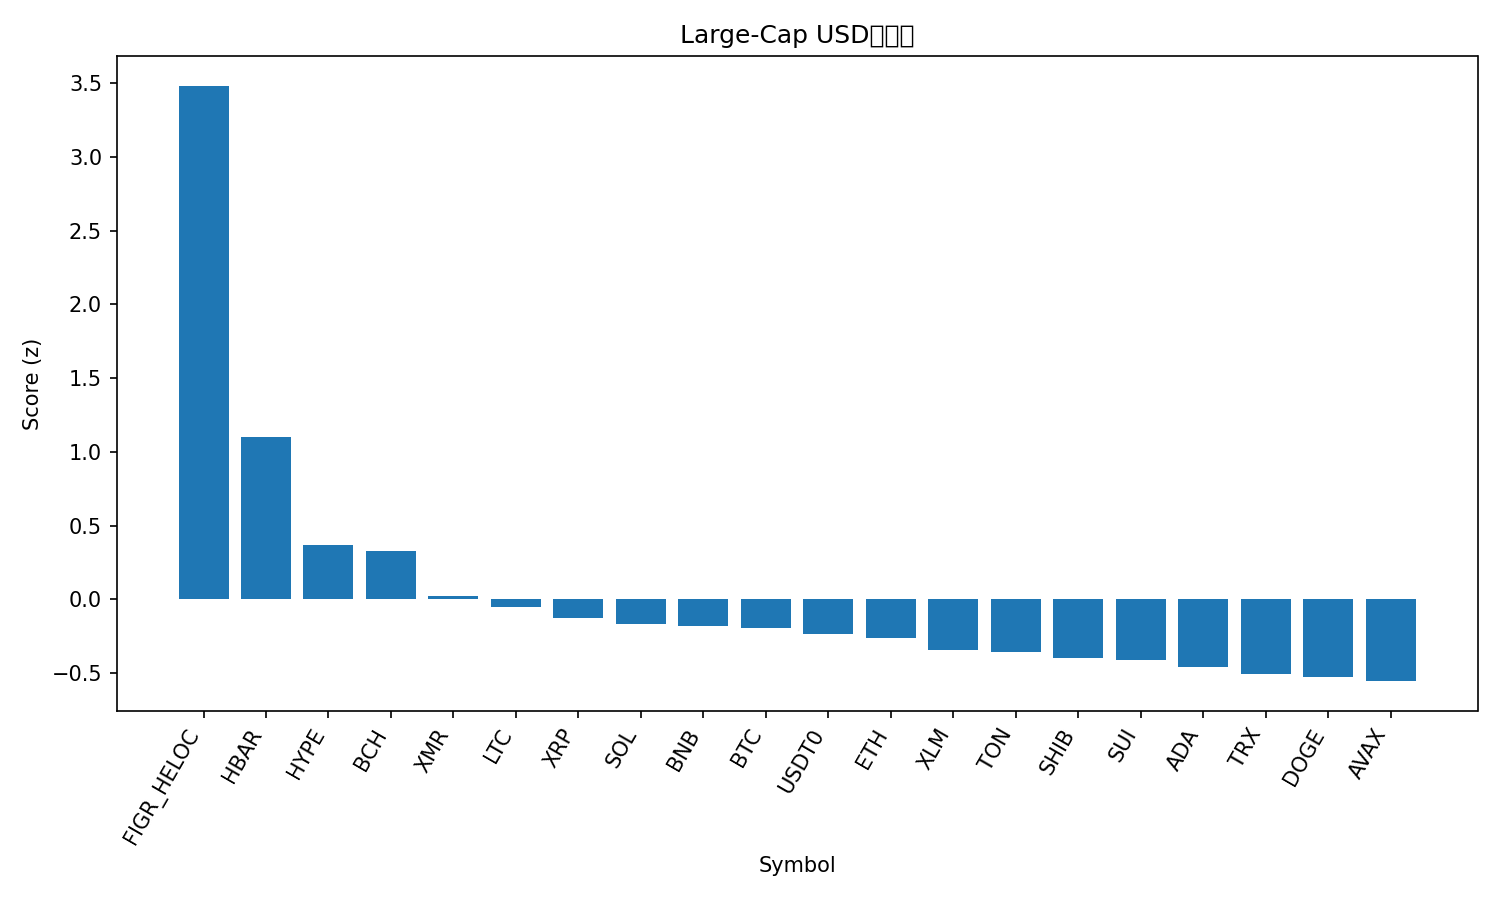 Large-Cap USD
3.5
3.0
2.5
2.0
1.5
1.0
0.5
0.0
−0.5
Score (z)
FIGR_HELOC
HBAR
HYPE
BCH
XMR
LTC
XRP
SOL
BNB
BTC
USDT0
ETH
XLM
TON
SHIB
SUI
ADA
TRX
DOGE
AVAX
Symbol